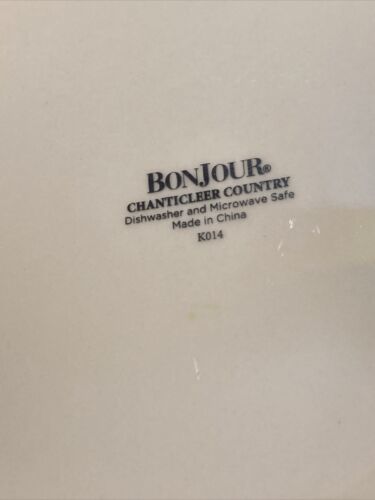 BONJOUR®
CHANTICLEER COUNTRY
Dishwasher and Microwave Safe
Made in China
K014